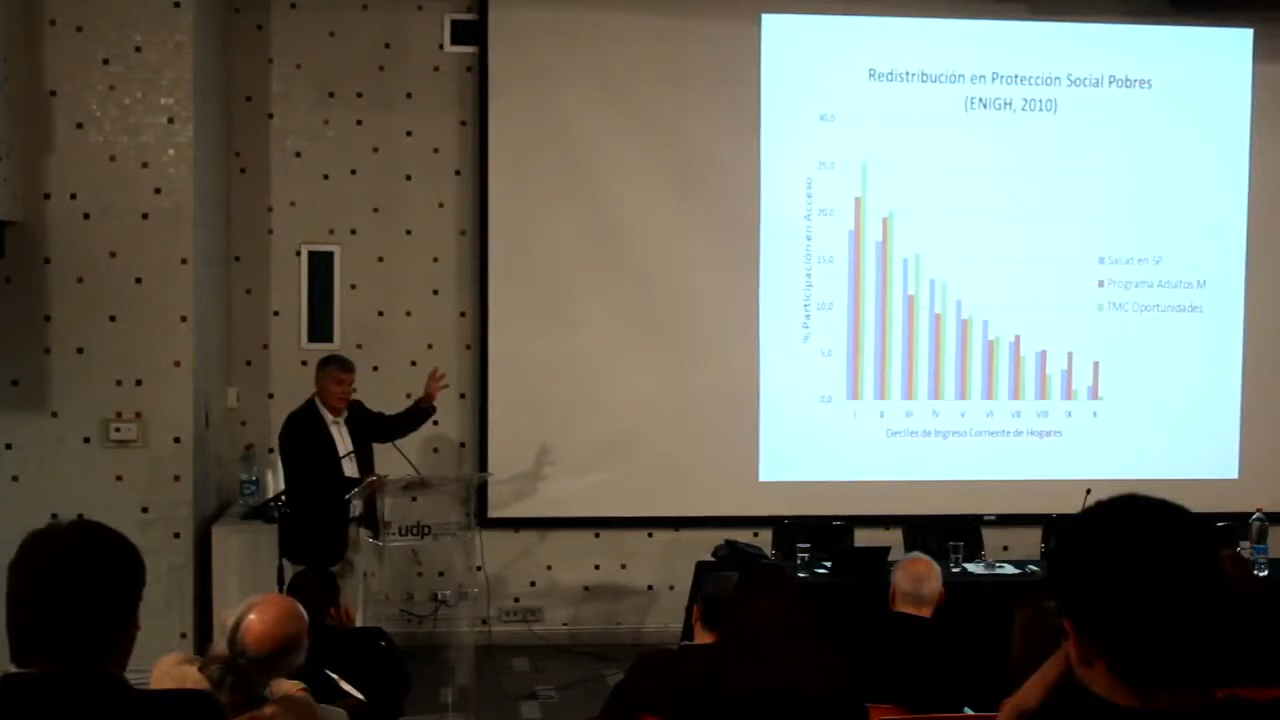 Redistribución en Protección Social Pobres
(ENIGH, 2010)
30,0
25,0
20,0
15,0
10,0
5,0
0,0
% Participación en Acceso
I II III IV V VI VII VIII IX X
Deciles de Ingreso Corriente de Hogares
Salud en SP
Programa Adultos M
TMC Oportunidades
udp